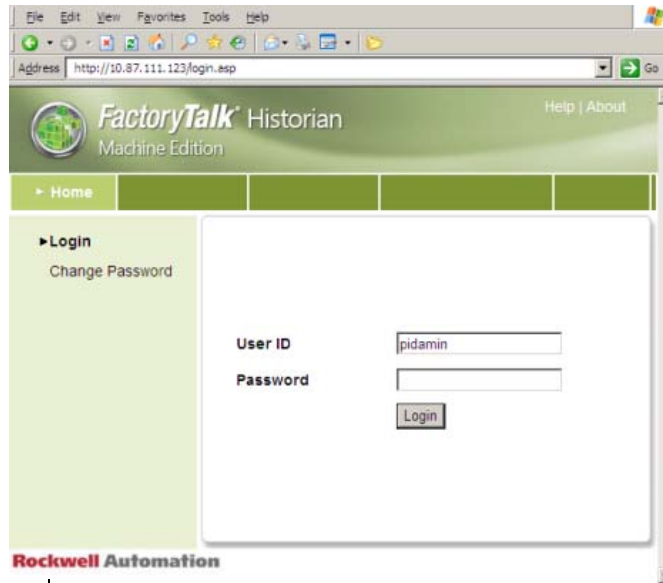 File Edit View Favorites Tools Help
Address http://10.87.111.123/login.asp Go
FactoryTalk® Historian
Machine Edition
Help | About
Home
Login
Change Password
User ID pidamin
Password
Login
Rockwell Automation